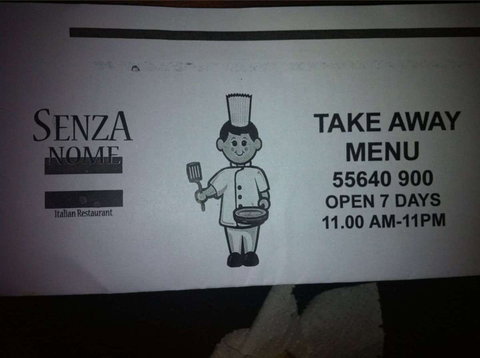 SENZA
NOME
Italian Restaurant
TAKE AWAY
MENU
55640 900
OPEN 7 DAYS
11.00 AM-11PM